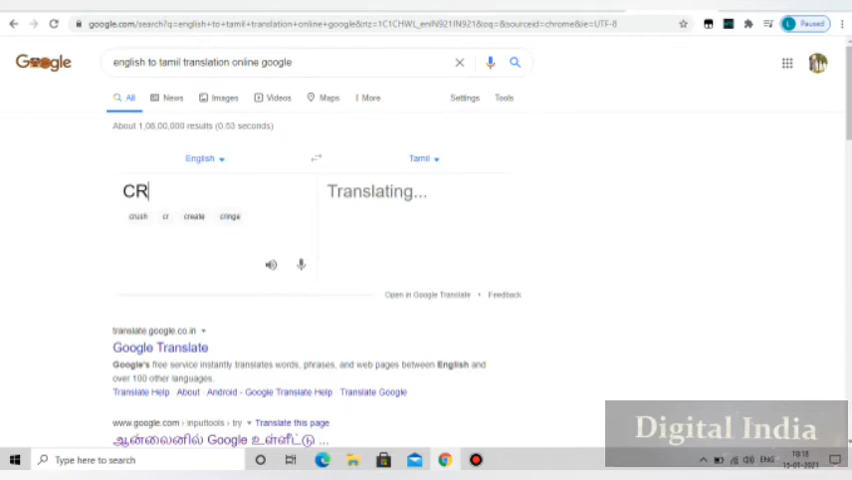 google.com/search?q=english+to+tamil+translation+online+google&rlz=1C1CHWL_enIN921IN921&oq=&sourceid=chrome&ie=UTF-8
L Paused
Google
english to tamil translation online google
All News Images Videos Maps More Settings Tools
About 1,08,00,000 results (0.53 seconds)
English Tamil
CR Translating...
crush cr create cringe
Open in Google Translate • Feedback
translate.google.co.in
Google Translate
Google's free service instantly translates words, phrases, and web pages between English and
over 100 other languages.
Translate Help About Android - Google Translate Help Translate Google
www.google.com › inputtools › try Translate this page
ஆன்லைனில் Google உள்ளீட்டு ...
Digital India
Type here to search
ENG
18:18
15-01-2021